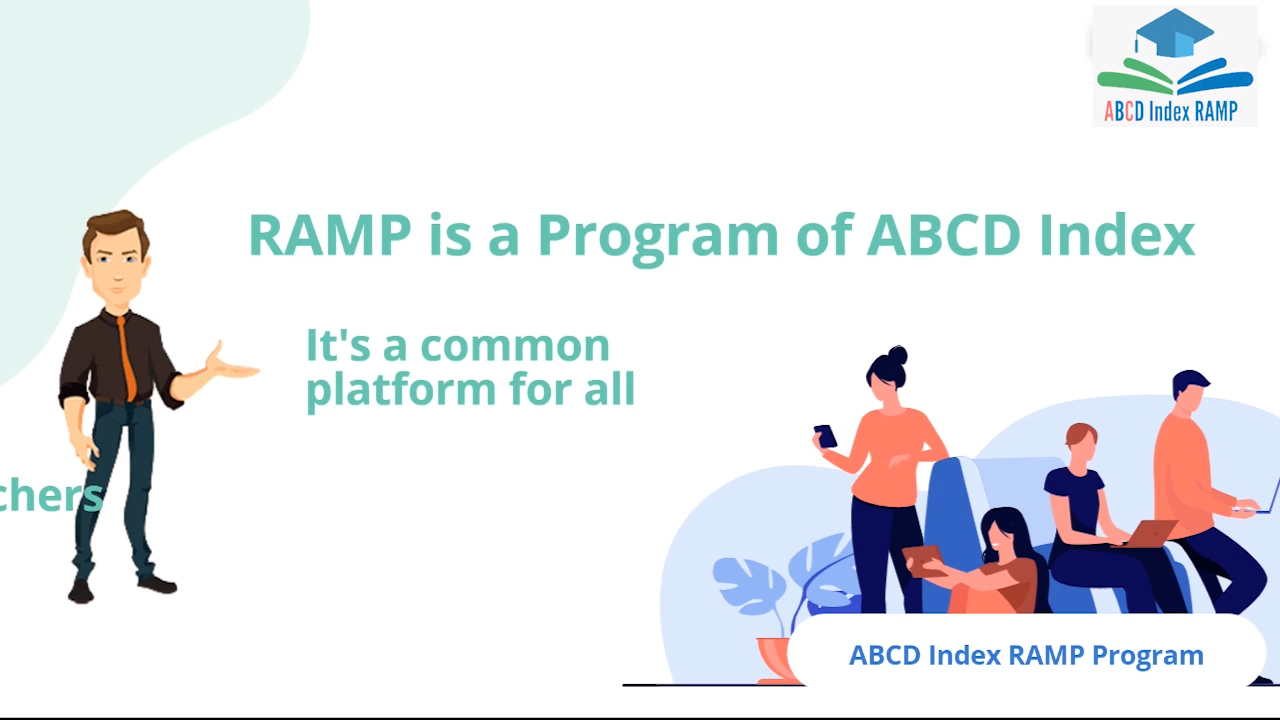 ABCD Index RAMP
RAMP is a Program of ABCD Index
It's a common
platform for all
chers
ABCD Index RAMP Program